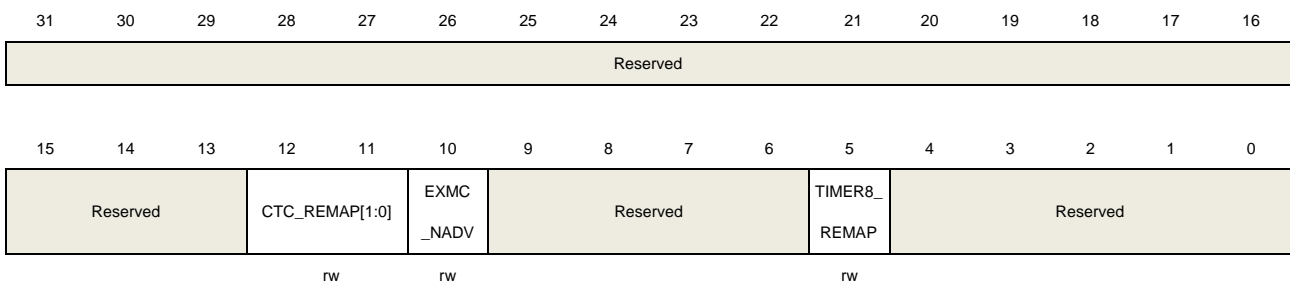 31 30 29 28 27 26 25 24 23 22 21 20 19 18 17 16
Reserved
15 14 13 12 11 10 9 8 7 6 5 4 3 2 1 0
Reserved CTC_REMAP[1:0] EXMC _NADV Reserved TIMER8_ REMAP Reserved
rw rw rw